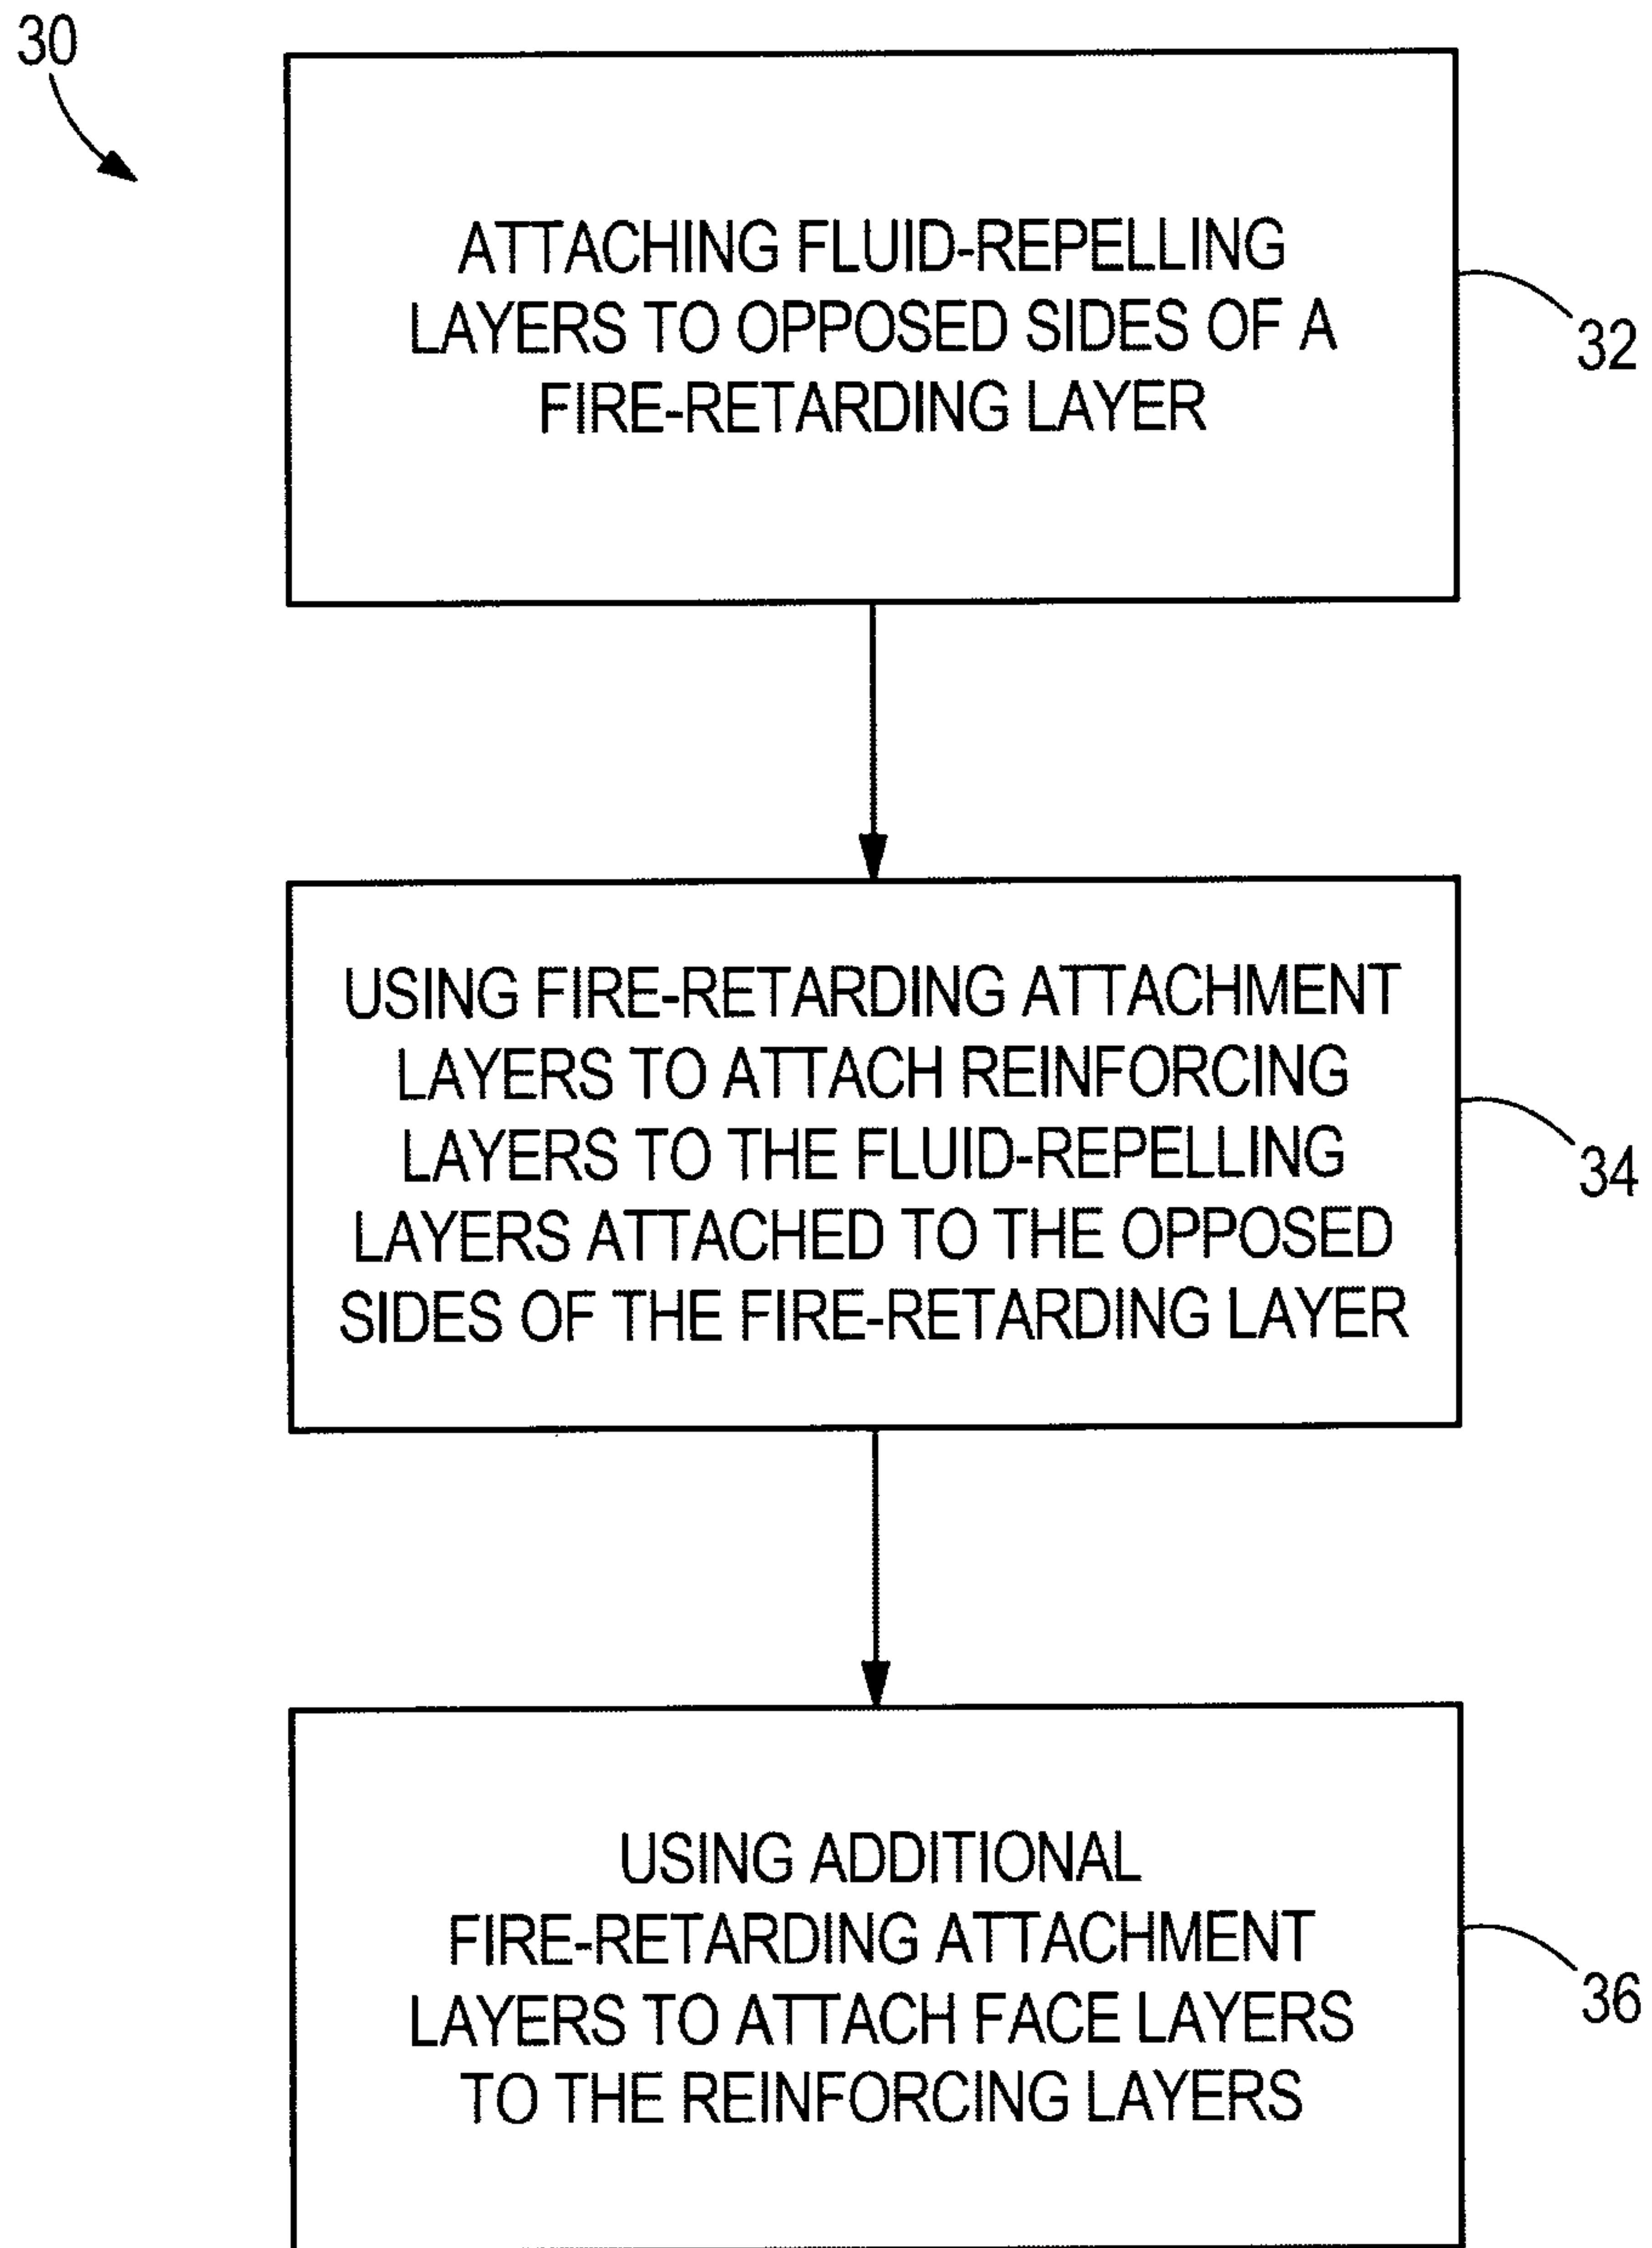 30
ATTACHING FLUID-REPELLING
LAYERS TO OPPOSED SIDES OF A
FIRE-RETARDING LAYER
32
USING FIRE-RETARDING ATTACHMENT
LAYERS TO ATTACH REINFORCING
LAYERS TO THE FLUID-REPELLING
LAYERS ATTACHED TO THE OPPOSED
SIDES OF THE FIRE-RETARDING LAYER
34
USING ADDITIONAL
FIRE-RETARDING ATTACHMENT
LAYERS TO ATTACH FACE LAYERS
TO THE REINFORCING LAYERS
36